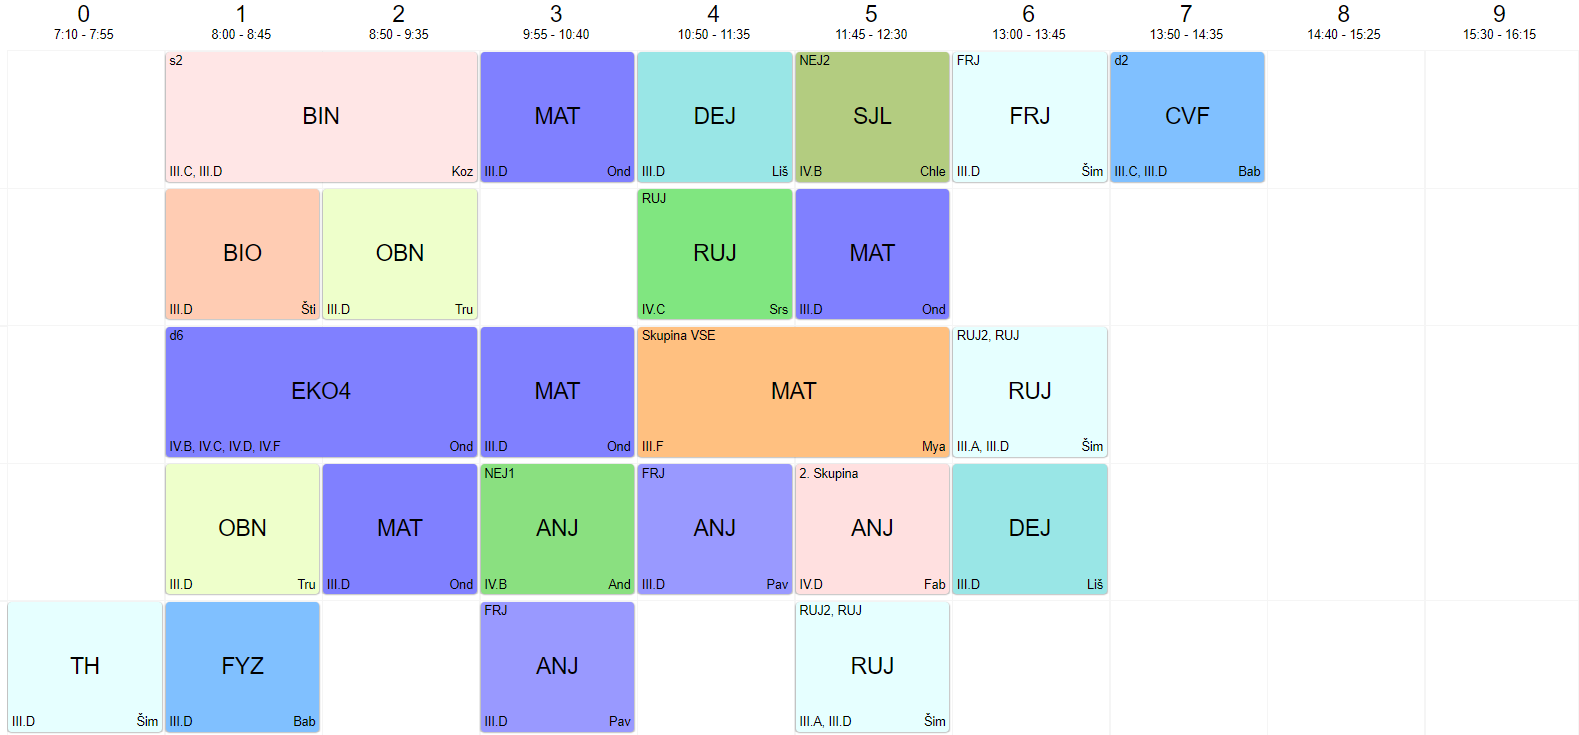 0 1 2 3 4 5 6 7 8 9
7:10 - 7:55 8:00 - 8:45 8:50 - 9:35 9:55 - 10:40 10:50 - 11:35 11:45 - 12:30 13:00 - 13:45 13:50 - 14:35 14:40 - 15:25 15:30 - 16:15
s2 NEJ2 FRJ d2
BIN MAT DEJ SJL FRJ CVF
III.C, III.D Koz III.D Ond III.D Liš IV.B Chle III.D Šim III.C, III.D Bab
RUJ
BIO OBN RUJ MAT
III.D Šti III.D Tru IV.C Srs III.D Ond
d6 Skupina VSE RUJ2, RUJ
EKO4 MAT MAT RUJ
IV.B, IV.C, IV.D, IV.F Ond III.D Ond III.F Mya III.A, III.D Šim
NEJ1 FRJ 2. Skupina
OBN MAT ANJ ANJ ANJ DEJ
III.D Tru III.D Ond IV.B And III.D Pav IV.D Fab III.D Liš
FRJ RUJ2, RUJ
TH FYZ ANJ RUJ
III.D Šim III.D Bab III.D Pav III.A, III.D Šim